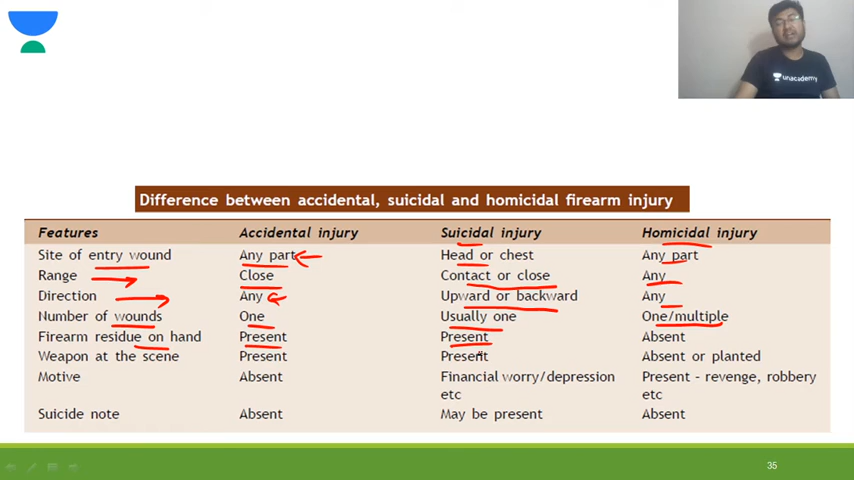 unacademy
Difference between accidental, suicidal and homicidal firearm injury
Features Accidental injury Suicidal injury Homicidal injury
Site of entry wound Any part Head or chest Any part
Range Close Contact or close Any
Direction Any Upward or backward Any
Number of wounds One Usually one One/multiple
Firearm residue on hand Present Present Absent
Weapon at the scene Present Present Absent or planted
Motive Absent Financial worry/depression Present – revenge, robbery
etc etc
Suicide note Absent May be present Absent
35